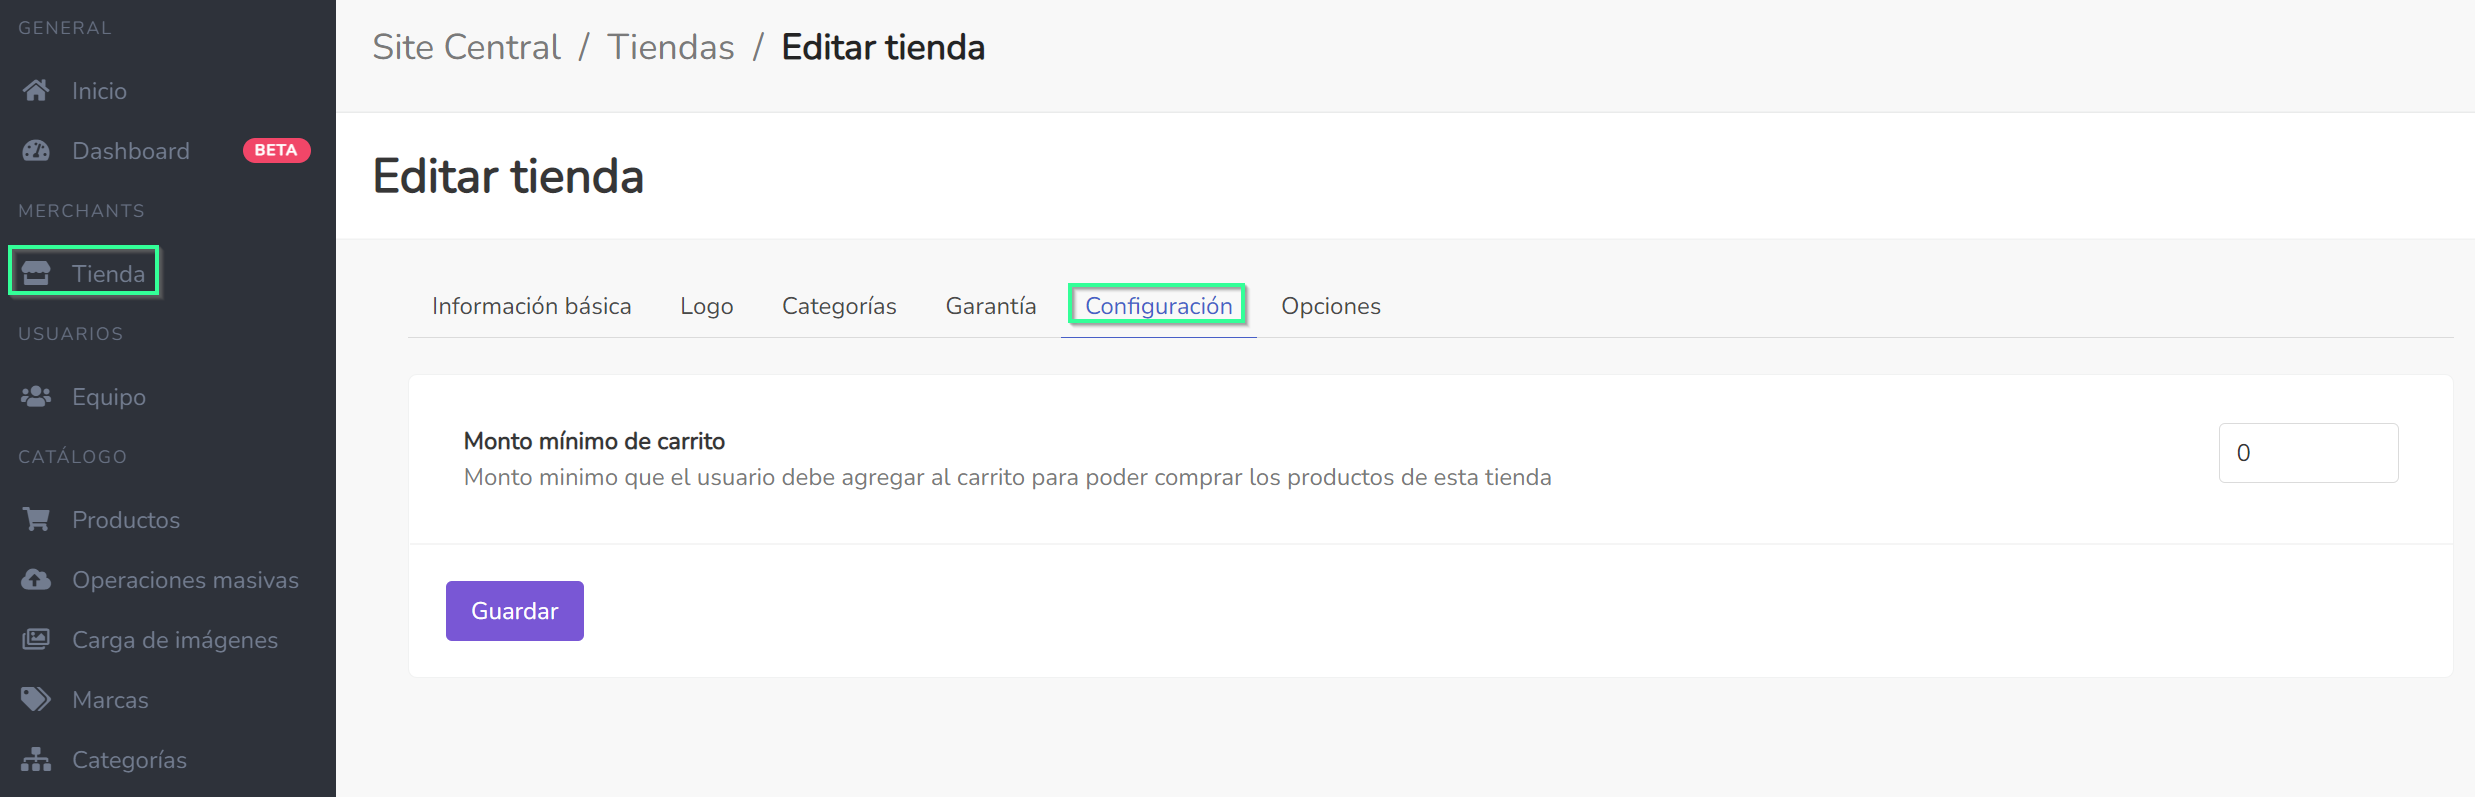 GENERAL
Inicio
Dashboard BETA
MERCHANTS
Tienda
USUARIOS
Equipo
CATÁLOGO
Productos
Operaciones masivas
Carga de imágenes
Marcas
Categorías
Site Central / Tiendas / Editar tienda
Editar tienda
Información básica Logo Categorías Garantía Configuración Opciones
Monto mínimo de carrito
Monto minimo que el usuario debe agregar al carrito para poder comprar los productos de esta tienda
0
Guardar